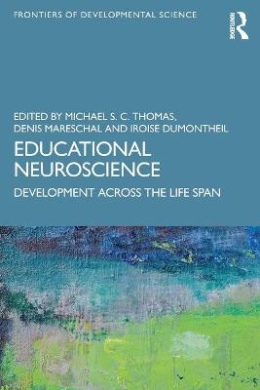 FRONTIERS OF DEVELOPMENTAL SCIENCE
R
ROUTLEDGE
EDITED BY MICHAEL S. C. THOMAS,
DENIS MARESCHAL AND IROISE DUMONTHEIL
EDUCATIONAL
NEUROSCIENCE
DEVELOPMENT ACROSS THE LIFE SPAN